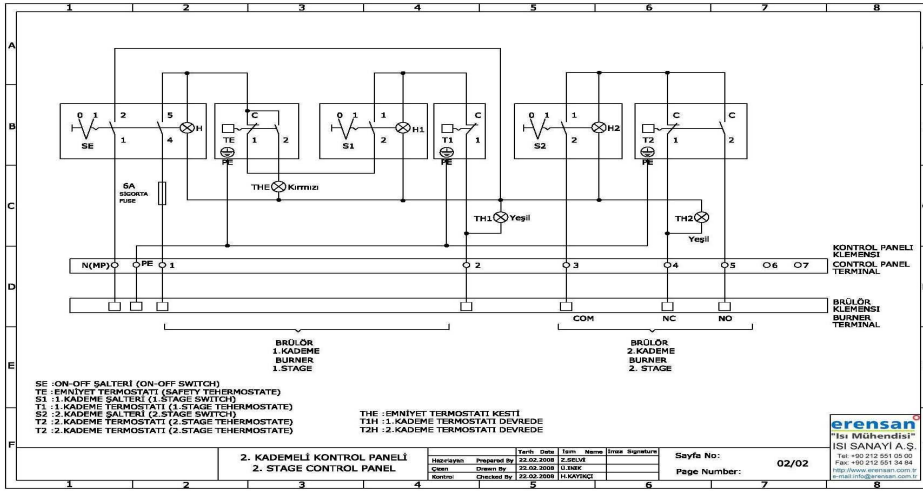 1 2 3 4 5 6 7 8
A
B
C
D
E
F
0 1 2 5 H
SE 1 4
C
TE 1 2
PE
0 1 1 H1
S1 2
C
T1 1
PE
0 1 1 H2
S2 2
C C
T2 1 2
PE
6A
SİGORTA
FUSE
THE Kırmızı
TH1 Yeşil
TH2
Yeşil
N(MP) PE 1 2 3 4 5 6 7
KONTROL PANELİ
KLEMENSİ
CONTROL PANEL
TERMINAL
COM NC NO
BRÜLÖR
KLEMENSİ
BURNER
TERMINAL
BRÜLÖR
1.KADEME
BURNER
1.STAGE
BRÜLÖR
2.KADEME
BURNER
2. STAGE
SE :ON-OFF ŞALTERİ (ON-OFF SWITCH)
TE :EMNİYET TERMOSTATI (SAFETY TEHERMOSTATE)
S1 :1.KADEME ŞALTERİ (1.STAGE SWITCH)
T1 :1.KADEME TERMOSTATI (1.STAGE TEHERMOSTATE)
S2 :2.KADEME ŞALTERİ (2.STAGE SWITCH)
T2 :2.KADEME TERMOSTATI (2.STAGE TEHERMOSTATE)
T2 :2.KADEME TERMOSTATI (2.STAGE TEHERMOSTATE)
THE :EMNİYET TERMOSTATI KESTİ
T1H :1.KADEME TERMOSTATI DEVREDE
T2H :2.KADEME TERMOSTATI DEVREDE
2. KADEMELİ KONTROL PANELİ
2. STAGE CONTROL PANEL
Tarih Date İsim Name İmza Signature
Hazırlayan Prepared By 22.02.2008 Z.SELVİ
Çizen Drawn By 22.02.2008
Kontrol Checked By 22.02.2008 H.KAYIKÇI
Sayfa No:
Page Number:
02/02
erensan
"Isı Mühendisi"
ISI SANAYİ A.Ş.
Tel: +90 212 551 05 00
Fax: +90 212 551 34 84
http://www.erensan.com.tr
e-mail:info@erensan.com.tr
1 2 3 4 5 6 7 8